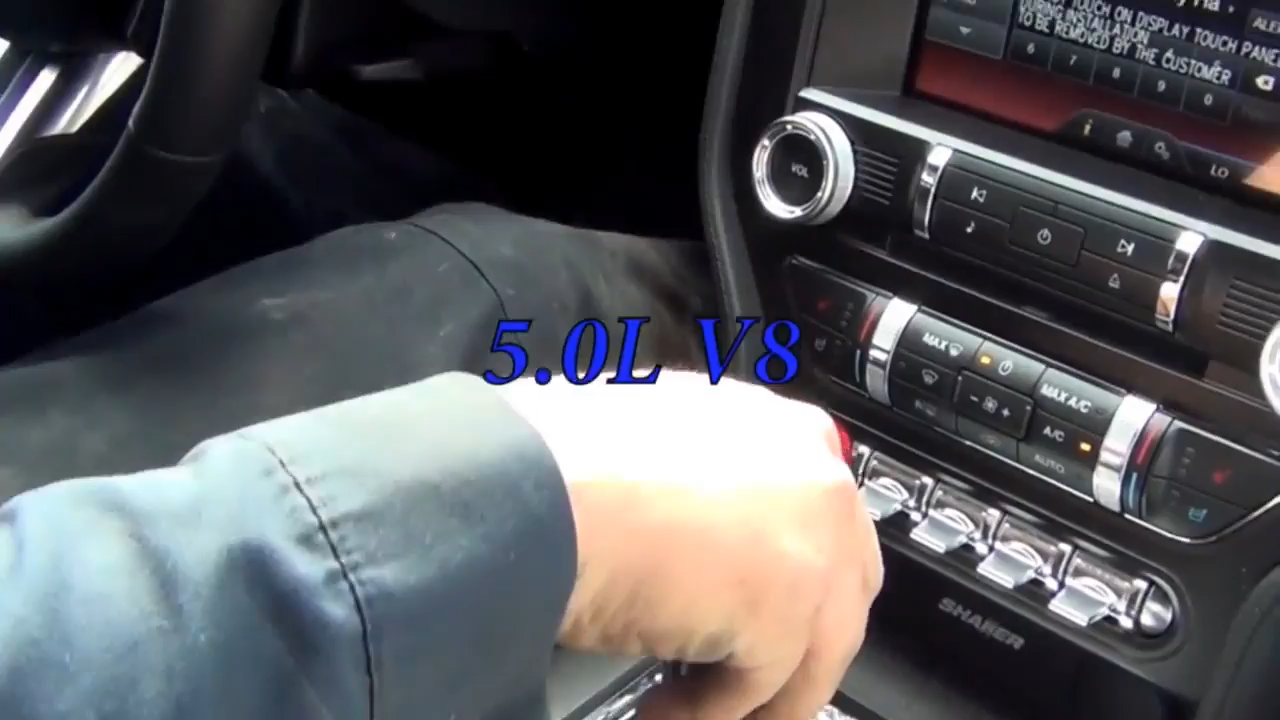 TOUCH ON DISPLAY TOUCH PANEL
DURING INSTALLATION
TO BE REMOVED BY THE CUSTOMER
6 7 8 9 0
LO
VOL
MAX
MAX A/C
A/C
AUTO
5.0L V8
SHAKER